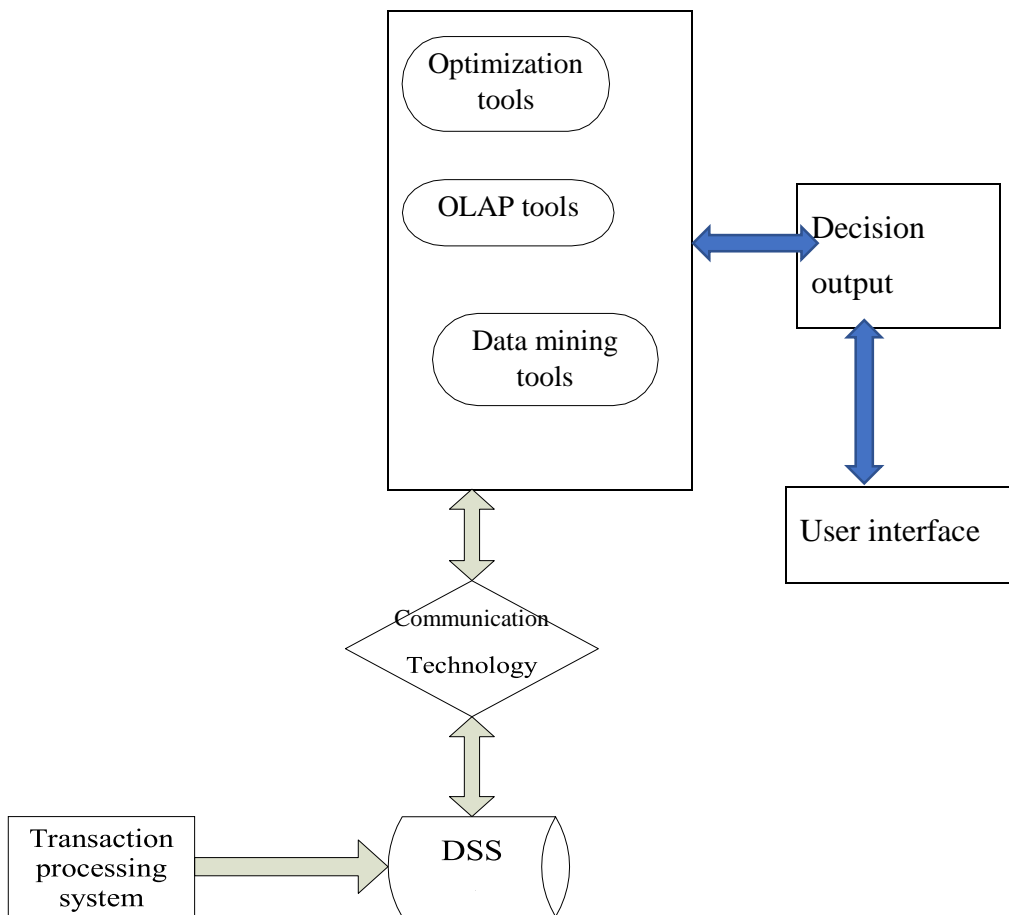 Optimization
tools
OLAP tools
Data mining
tools
Decision
output
User interface
Communication
Technology
Transaction
processing
system
DSS